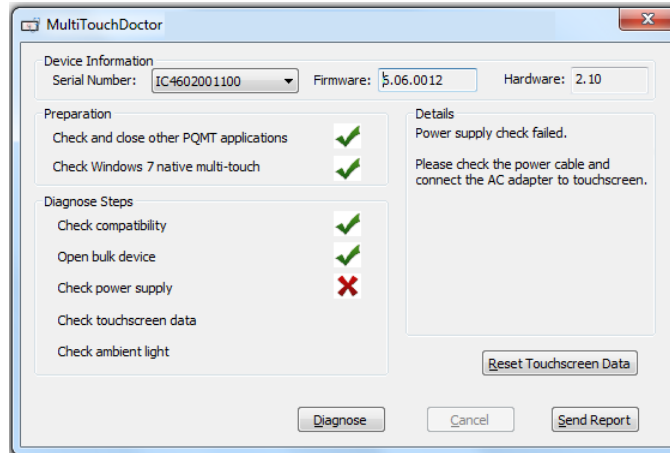 MultiTouchDoctor
Device Information
Serial Number: IC4602001100 Firmware: 5.06.0012 Hardware: 2.10
Preparation
Check and close other PQMT applications
Check Windows 7 native multi-touch
Diagnose Steps
Check compatibility
Open bulk device
Check power supply
Check touchscreen data
Check ambient light
Details
Power supply check failed.
Please check the power cable and
connect the AC adapter to touchscreen.
Reset Touchscreen Data
Diagnose Cancel Send Report